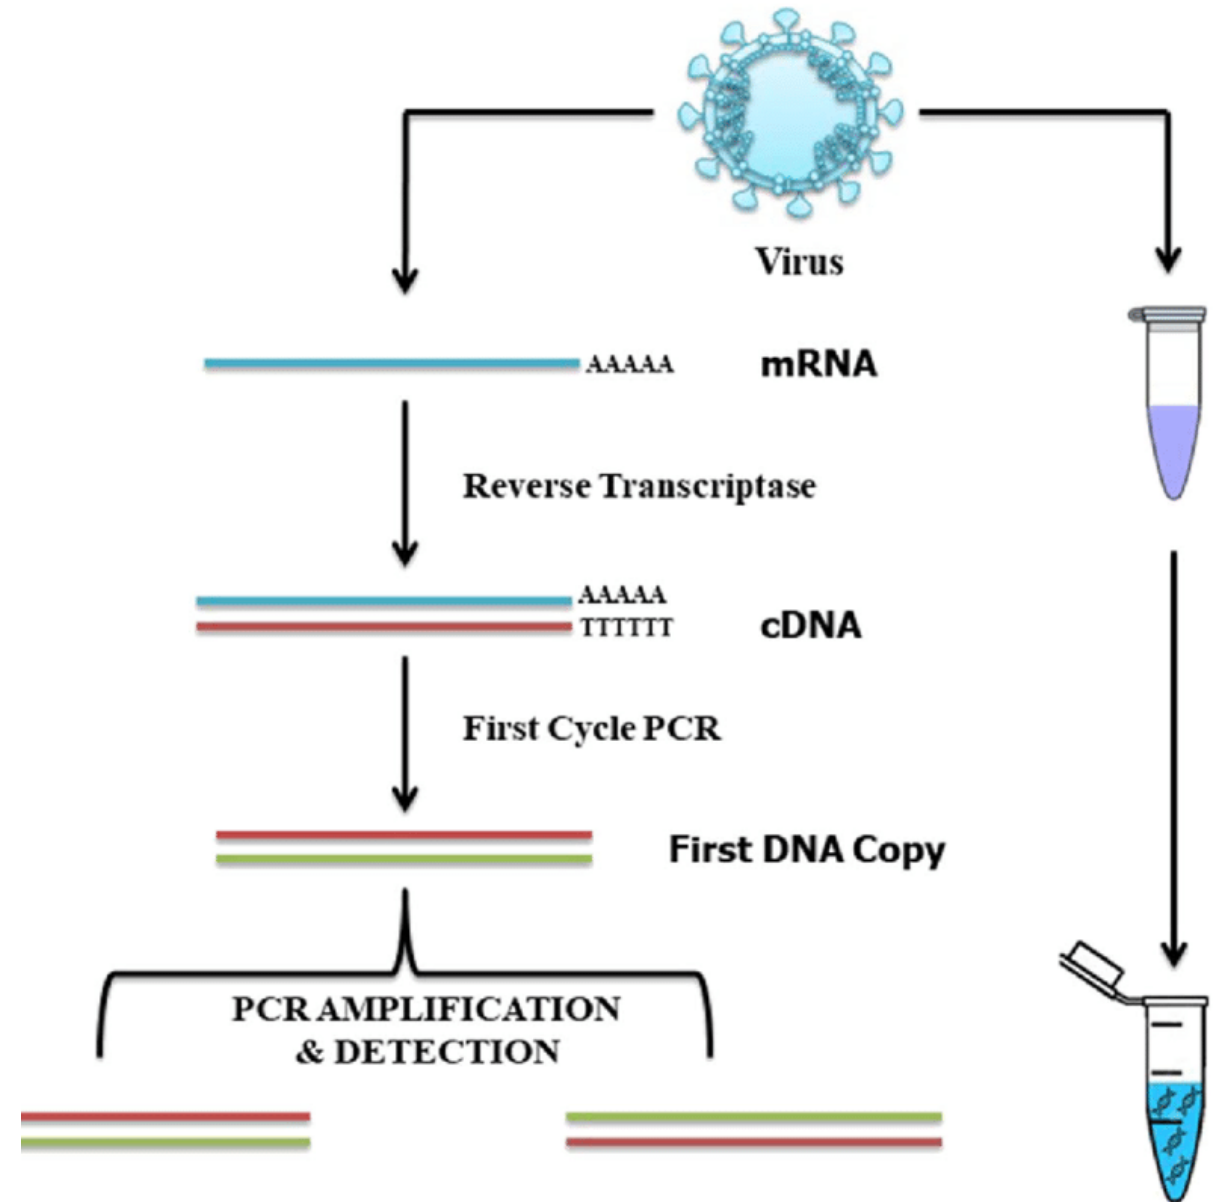 Virus
AAAAA
mRNA
Reverse Transcriptase
AAAAA
TTTTTT
cDNA
First Cycle PCR
First DNA Copy
PCR AMPLIFICATION
& DETECTION